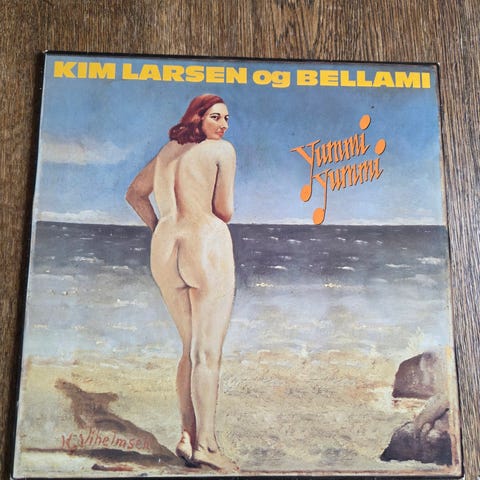 KIM LARSEN og BELLAMI
Yummi
Yummi
K. Vilhelmsen